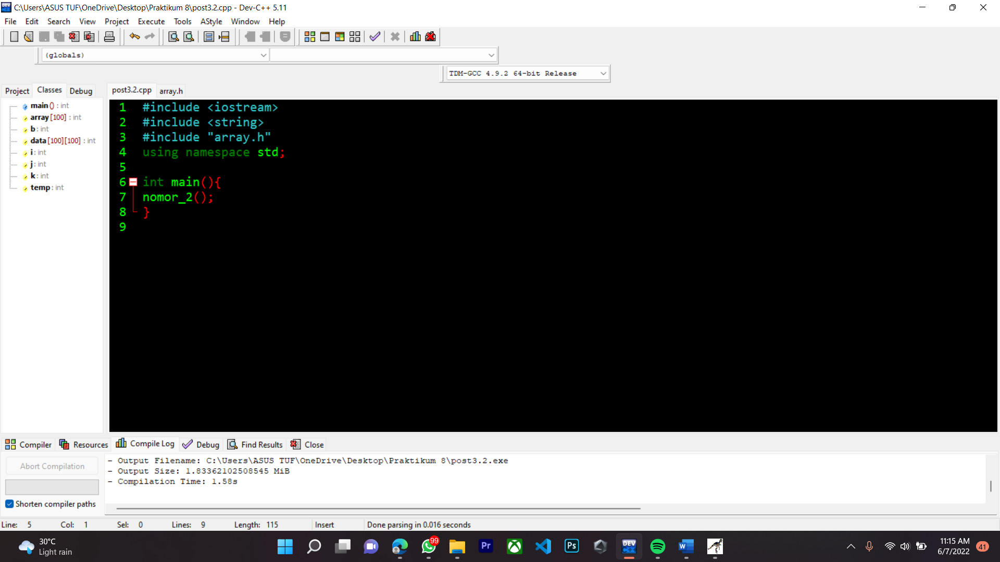 C:\Users\ASUS TUF\OneDrive\Desktop\Praktikum 8\post3.2.cpp - Dev-C++ 5.11
File Edit Search View Project Execute Tools AStyle Window Help
(globals)
TDM-GCC 4.9.2 64-bit Release
Project Classes Debug
post3.2.cpp array.h
main () : int
array [100] : int
b : int
data [100][100] : int
i : int
j : int
k : int
temp : int
1 #include <iostream>
2 #include <string>
3 #include "array.h"
4 using namespace std;
5
6 int main(){
7 nomor_2();
8 }
9
Compiler Resources Compile Log Debug Find Results Close
Abort Compilation
Shorten compiler paths
- Output Filename: C:\Users\ASUS TUF\OneDrive\Desktop\Praktikum 8\post3.2.exe
- Output Size: 1.83362102508545 MiB
- Compilation Time: 1.58s
Line: 5 Col: 1 Sel: 0 Lines: 9 Length: 115 Insert Done parsing in 0.016 seconds
30°C
Light rain
99
Pr
Ps
DEV
C++
W
11:15 AM
6/7/2022
41